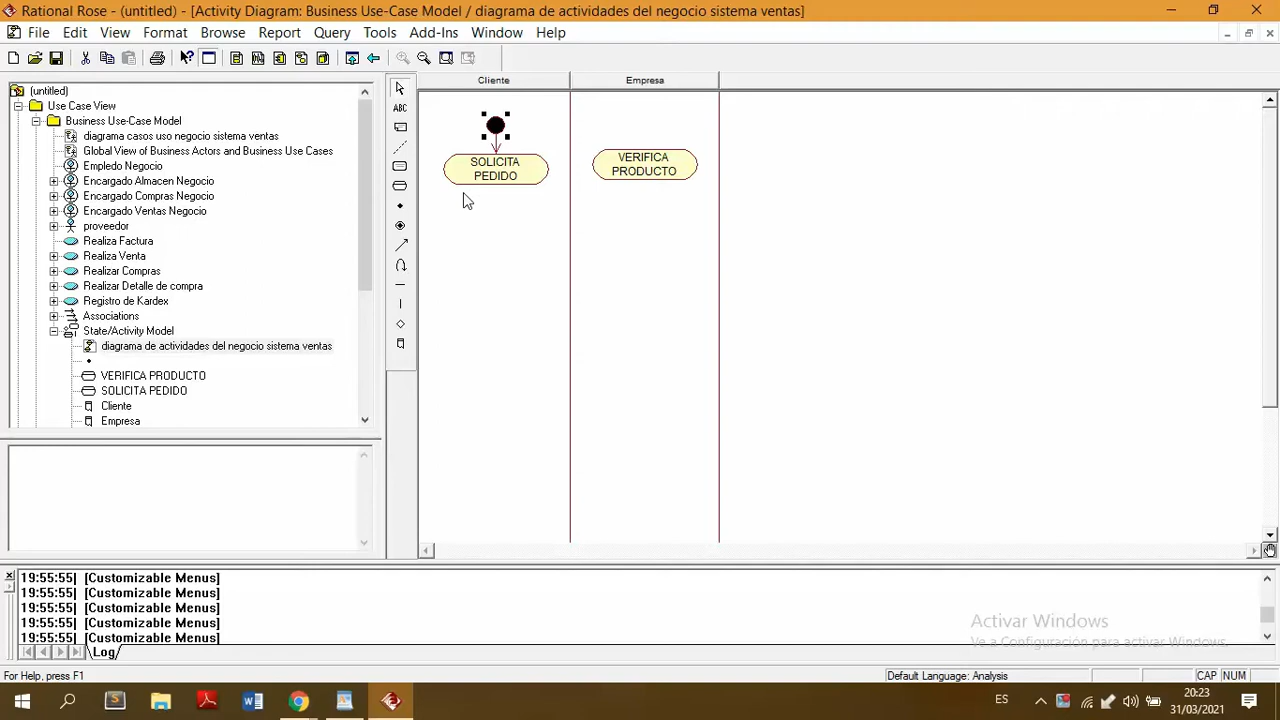 Rational Rose - (untitled) - [Activity Diagram: Business Use-Case Model / diagrama de actividades del negocio sistema ventas]
File Edit View Format Browse Report Query Tools Add-Ins Window Help
(untitled)
Use Case View
Business Use-Case Model
diagrama casos uso negocio sistema ventas
Global View of Business Actors and Business Use Cases
Empledo Negocio
Encargado Almacen Negocio
Encargado Compras Negocio
Encargado Ventas Negocio
proveedor
Realiza Factura
Realiza Venta
Realizar Compras
Realizar Detalle de compra
Registro de Kardex
Associations
State/Activity Model
diagrama de actividades del negocio sistema ventas
VERIFICA PRODUCTO
SOLICITA PEDIDO
Cliente
Empresa
ABC
Cliente Empresa
SOLICITA
PEDIDO
VERIFICA
PRODUCTO
19:55:55| [Customizable Menus]
19:55:55| [Customizable Menus]
19:55:55| [Customizable Menus]
19:55:55| [Customizable Menus]
19:55:55| [Customizable Menus]
Log
Activar Windows
Ve a Configuración para activar Windows.
For Help, press F1
Default Language: Analysis
CAP NUM
ES
20:23
31/03/2021